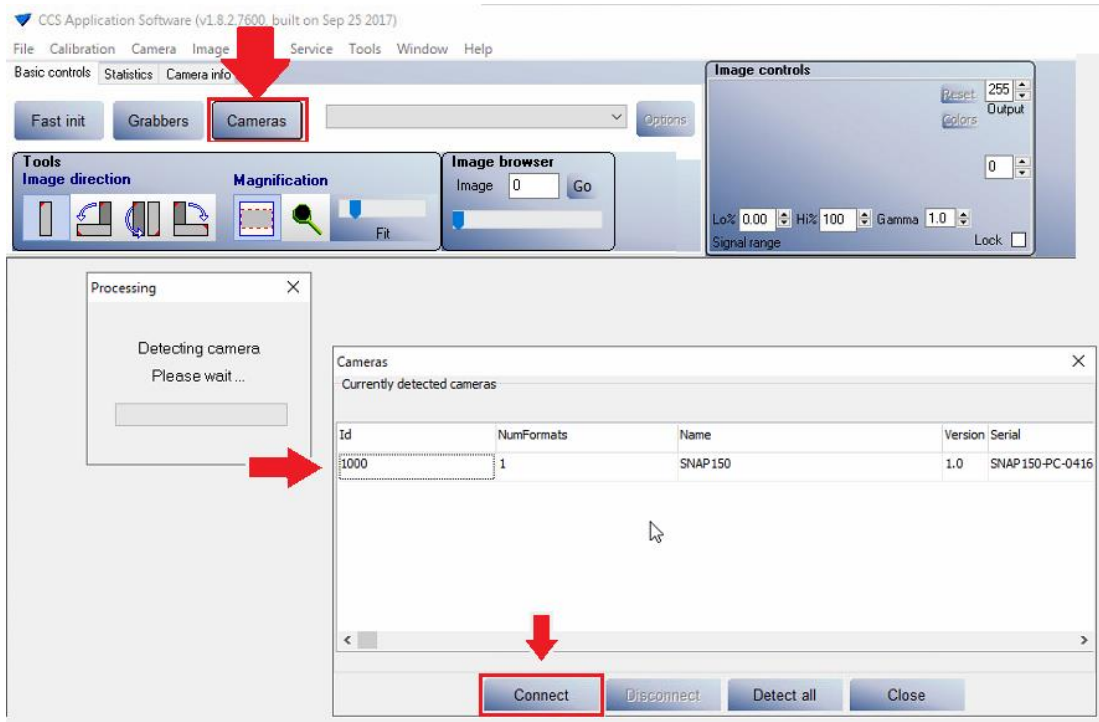 CCS Application Software (v1.8.2.7600, built on Sep 25 2017)
File Calibration Camera Image Service Tools Window Help
Basic controls Statistics Camera info
Fast init Grabbers Cameras Options
Tools
Image direction Magnification
Fit
Image browser
Image 0 Go
Image controls
Reset 255
Colors Output
0
Lo% 0.00 Hi% 100 Gamma 1.0
Signal range Lock
Processing
Detecting camera
Please wait ...
Cameras
Currently detected cameras
Id NumFormats Name Version Serial
1000 1 SNAP150 1.0 SNAP150-PC-0416
Connect Disconnect Detect all Close